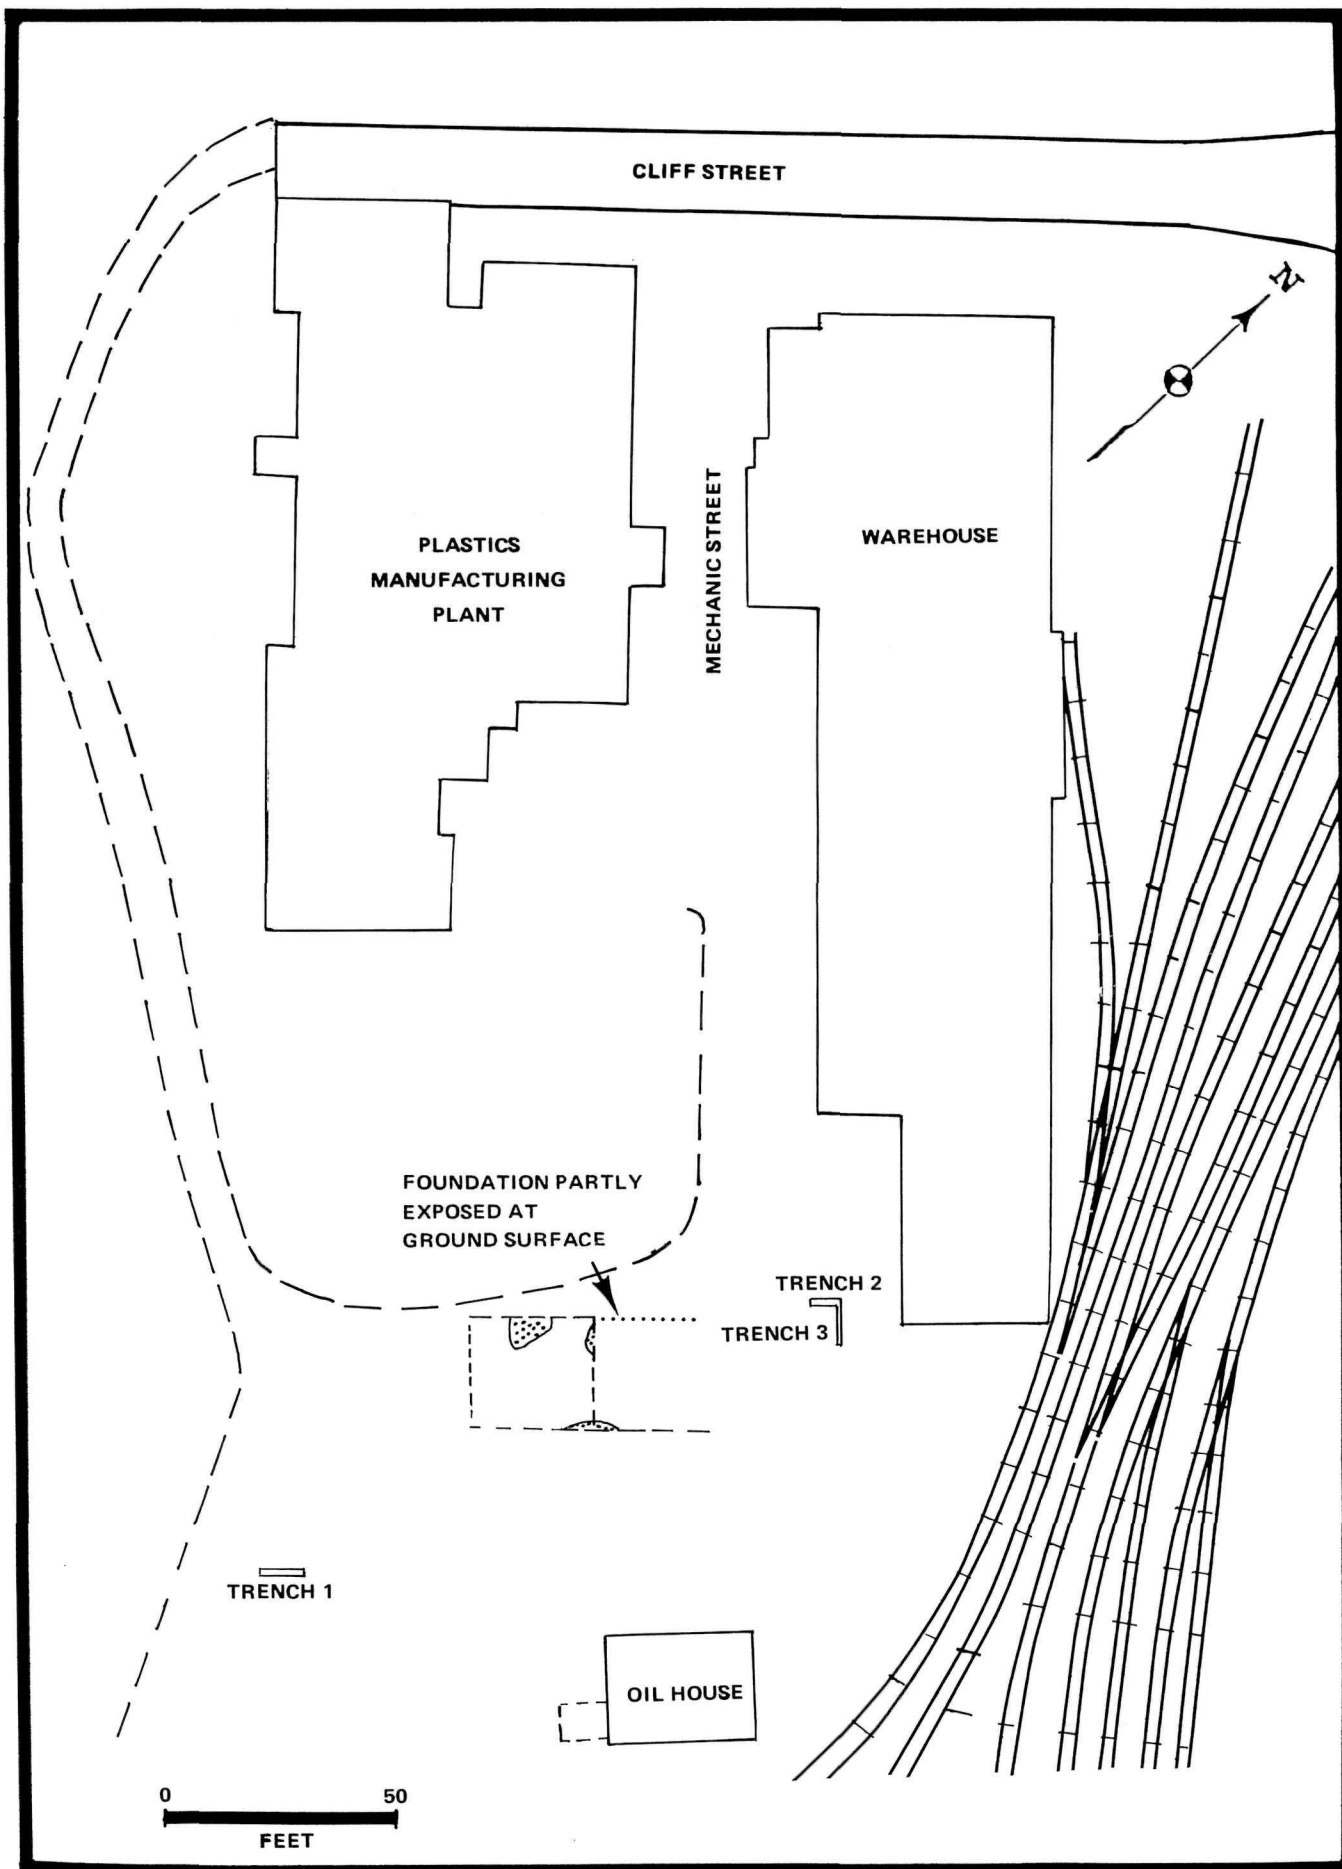 CLIFF STREET
N
PLASTICS
MANUFACTURING
PLANT
MECHANIC STREET
WAREHOUSE
FOUNDATION PARTLY
EXPOSED AT
GROUND SURFACE
TRENCH 2
TRENCH 3
TRENCH 1
OIL HOUSE
0 50
FEET